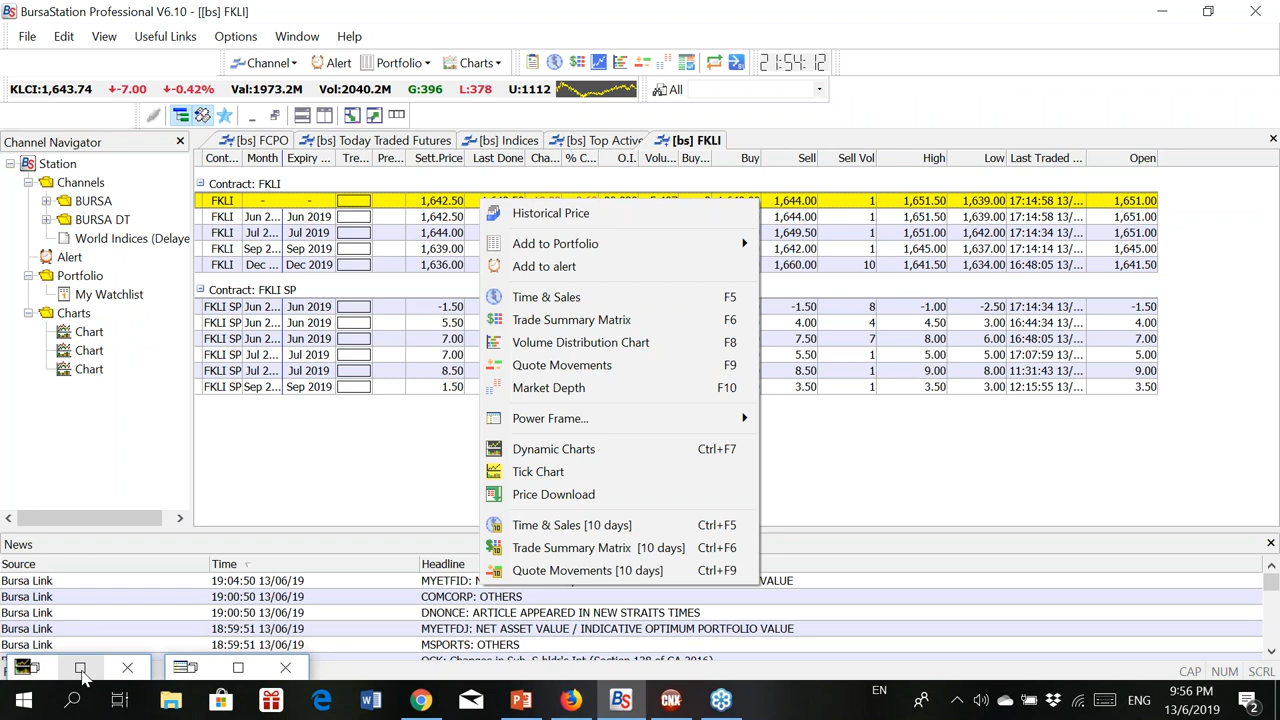 BursaStation Professional V6.10 - [[bs] FKLI]
File Edit View Useful Links Options Window Help
Channel Alert Portfolio Charts 21:54:12
KLCI:1,643.74 -7.00 -0.42% Val:1973.2M Vol:2040.2M G:396 L:378 U:1112 All
Channel Navigator
[bs] FCPO [bs] Today Traded Futures [bs] Indices [bs] Top Active [bs] FKLI
Cont... Month Expiry ... Tre... Pre... Sett.Price Last Done Cha... % C... O.I. Volu... Buy... Buy Sell Sell Vol High Low Last Traded ... Open
Station
Channels
BURSA
BURSA DT
World Indices (Delaye
Alert
Portfolio
My Watchlist
Charts
Chart
Chart
Chart
Contract: FKLI
FKLI - - 1,642.50 1,644.00 1 1,651.50 1,639.00 17:14:58 13/... 1,651.00
FKLI Jun 2... Jun 2019 1,642.50 1,644.00 1 1,651.50 1,639.00 17:14:58 13/... 1,651.00
FKLI Jul 2... Jul 2019 1,644.00 1,649.50 1 1,651.00 1,642.00 17:14:34 13/... 1,651.00
FKLI Sep 2... Sep 2019 1,639.00 1,642.00 1 1,645.00 1,637.00 17:14:14 13/... 1,640.00
FKLI Dec ... Dec 2019 1,636.00 1,660.00 10 1,641.50 1,634.00 16:48:05 13/... 1,641.50
Contract: FKLI SP
FKLI SP Jun 2... Jun 2019 -1.50 -1.50 8 -1.00 -2.50 17:14:34 13/... -1.50
FKLI SP Jun 2... Jun 2019 5.50 4.00 4 4.50 3.00 16:44:34 13/... 4.00
FKLI SP Jun 2... Jun 2019 7.00 7.50 7 8.00 6.00 16:48:05 13/... 7.00
FKLI SP Jul 2... Jul 2019 7.00 5.50 1 5.00 5.00 17:07:59 13/... 5.00
FKLI SP Jul 2... Jul 2019 8.50 8.50 1 9.00 8.00 11:31:43 13/... 9.00
FKLI SP Sep 2... Sep 2019 1.50 3.50 1 3.50 3.50 12:15:55 13/... 3.50
Historical Price
Add to Portfolio
Add to alert
Time & Sales F5
Trade Summary Matrix F6
Volume Distribution Chart F8
Quote Movements F9
Market Depth F10
Power Frame...
Dynamic Charts Ctrl+F7
Tick Chart
Price Download
Time & Sales [10 days] Ctrl+F5
Trade Summary Matrix [10 days] Ctrl+F6
Quote Movements [10 days] Ctrl+F9
News
Source Time Headline
Bursa Link 19:04:50 13/06/19 MYETFID: N VALUE
Bursa Link 19:00:50 13/06/19 COMCORP: OTHERS
Bursa Link 19:00:50 13/06/19 DNONCE: ARTICLE APPEARED IN NEW STRAITS TIMES
Bursa Link 18:59:51 13/06/19 MYETFDJ: NET ASSET VALUE / INDICATIVE OPTIMUM PORTFOLIO VALUE
Bursa Link 18:59:51 13/06/19 MSPORTS: OTHERS
CAP NUM SCRL
EN ENG 9:56 PM
13/6/2019 2